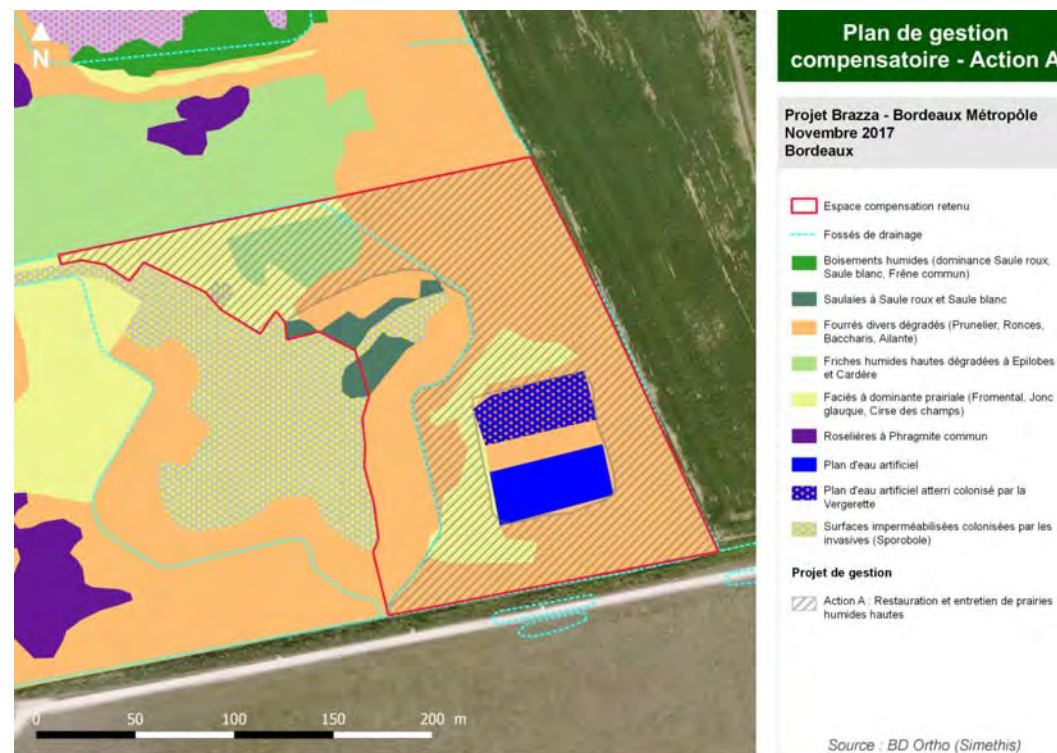 N
Plan de gestion
compensatoire - Action A
Projet Brazza - Bordeaux Métropôle
Novembre 2017
Bordeaux
Espace compensation retenu
Fossés de drainage
Boisements humides (dominance Saule roux,
Saule blanc, Frêne commun)
Saulaies à Saule roux et Saule blanc
Fourrés divers dégradés (Prunelier, Ronces,
Baccharis, Ailante)
Friches humides hautes dégradées à Epilobes
et Cardère
Faciés à dominante prairiale (Fromental, Jonc
glauque, Cirse des champs)
Roselières à Phragmite commun
Plan d'eau artificiel
Plan d'eau artificiel atterri colonisé par la
Vergerette
Surfaces imperméabilisées colonisées par les
invasives (Sporobole)
Projet de gestion
Action A : Restauration et entretien de prairies
humides hautes
0 50 100 150 200 m
Source : BD Ortho (Simethis)